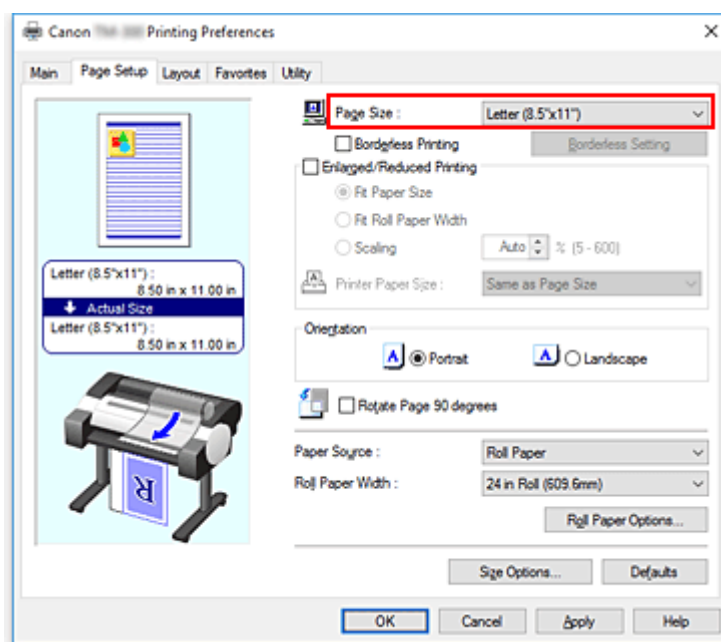 Canon Printing Preferences
Main Page Setup Layout Favorites Utility
Page Size : Letter (8.5"x11")
Borderless Printing Borderless Setting
Enlarged/Reduced Printing
Fit Paper Size
Fit Roll Paper Width
Scaling Auto % (5 - 600)
Printer Paper Size : Same as Page Size
Letter (8.5"x11") :
8.50 in x 11.00 in
Actual Size
Letter (8.5"x11") :
8.50 in x 11.00 in
Orientation
A Portrait A Landscape
Rotate Page 90 degrees
R
Paper Source : Roll Paper
Roll Paper Width : 24 in Roll (609.6mm)
Roll Paper Options...
Size Options... Defaults
OK Cancel Apply Help